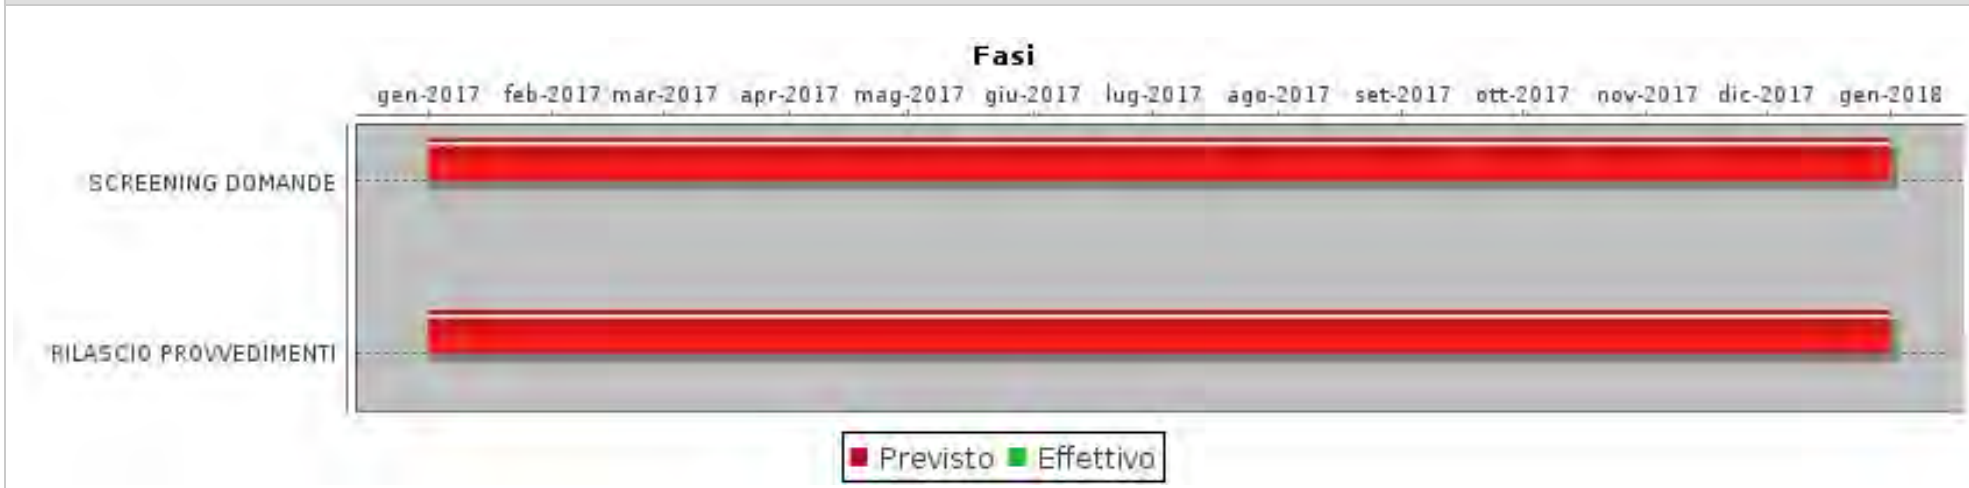 Fasi
gen-2017 feb-2017 mar-2017 apr-2017 mag-2017 giu-2017 lug-2017 ago-2017 set-2017 ott-2017 nov-2017 dic-2017 gen-2018
SCREENING DOMANDE
RILASCIO PROVVEDIMENTI
Previsto Effettivo